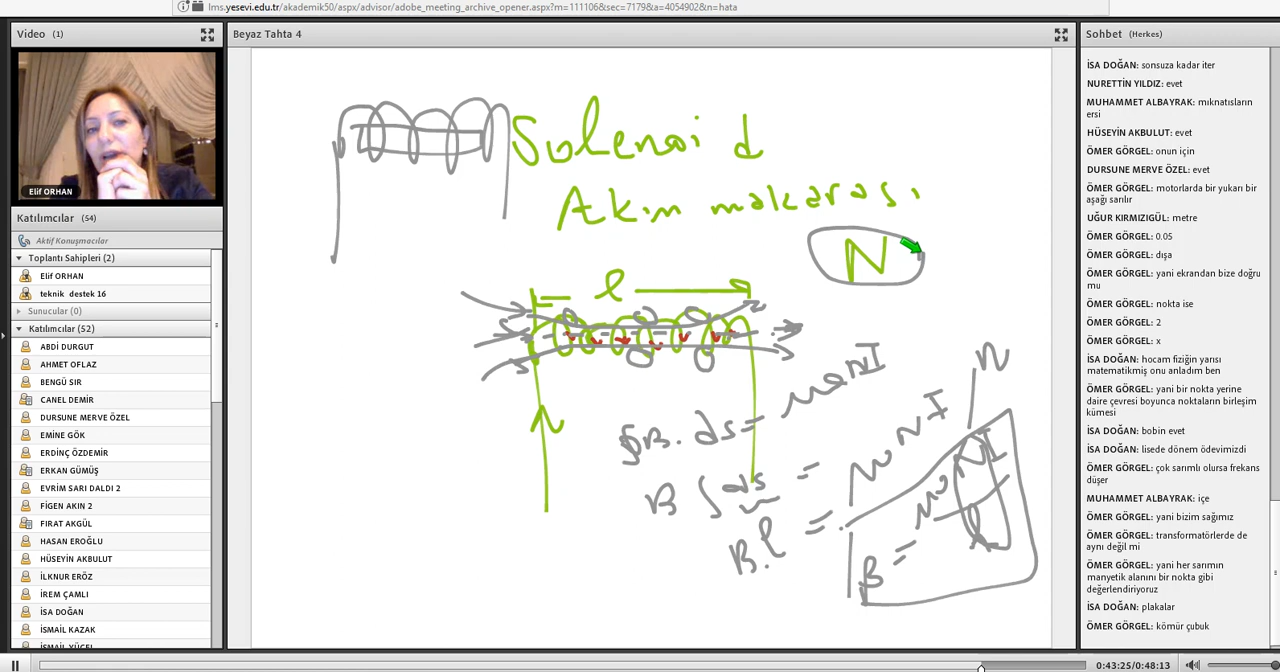 lms.yesevi.edu.tr/akademik50/aspx/advisor/adobe_meeting_archive_opener.aspx?m=111106&sec=7179&a=4054902&n=hata
Video (1)
Elif ORHAN
Katılımcılar (54)
Aktif Konuşmacılar
Toplantı Sahipleri (2)
Elif ORHAN
teknik destek 16
Sunucular (0)
Katılımcılar (52)
ABDİ DURGUT
AHMET OFLAZ
BENGÜ SIR
CANEL DEMİR
DURSUNE MERVE ÖZEL
EMİNE GÖK
ERDİNÇ ÖZDEMİR
ERKAN GÜMÜŞ
EVRİM SARI DALDI 2
FİGEN AKIN 2
FIRAT AKGÜL
HASAN EROĞLU
HÜSEYİN AKBULUT
İLKNUR ERÖZ
İREM ÇAMLI
İSA DOĞAN
İSMAİL KAZAK
İSMAİL YÜCEL
Beyaz Tahta 4
Solenoid
Akım makarası
N
l
∮B. ds = μ0NI
B ∫ ds = μ0NI
B.l =
B = μ0NI / l
n
Sohbet (Herkes)
İSA DOĞAN: sonsuza kadar iter
NURETTİN YILDIZ: evet
MUHAMMET ALBAYRAK: mıknatısların
ersi
HÜSEYİN AKBULUT: evet
ÖMER GÖRGEL: onun için
DURSUNE MERVE ÖZEL: evet
ÖMER GÖRGEL: motorlarda bir yukarı bir
aşağı sarılır
UĞUR KIRMIZIGÜL: metre
ÖMER GÖRGEL: 0.05
ÖMER GÖRGEL: dışa
ÖMER GÖRGEL: yani ekrandan bize doğru
mu
ÖMER GÖRGEL: nokta ise
ÖMER GÖRGEL: 2
ÖMER GÖRGEL: x
İSA DOĞAN: hocam fiziğin yarısı
matematikmiş onu anladım ben
ÖMER GÖRGEL: yani bir nokta yerine
daire çevresi boyunca noktaların birleşim
kümesi
İSA DOĞAN: bobin evet
İSA DOĞAN: lisede dönem ödevimizdi
ÖMER GÖRGEL: çok sarımlı olursa frekans
düşer
MUHAMMET ALBAYRAK: içe
ÖMER GÖRGEL: yani bizim sağımız
ÖMER GÖRGEL: transformatörlerde de
aynı değil mi
ÖMER GÖRGEL: yani her sarımın
manyetik alanını bir nokta gibi
değerlendiriyoruz
İSA DOĞAN: plakalar
ÖMER GÖRGEL: kömür çubuk
0:43:25/0:48:13